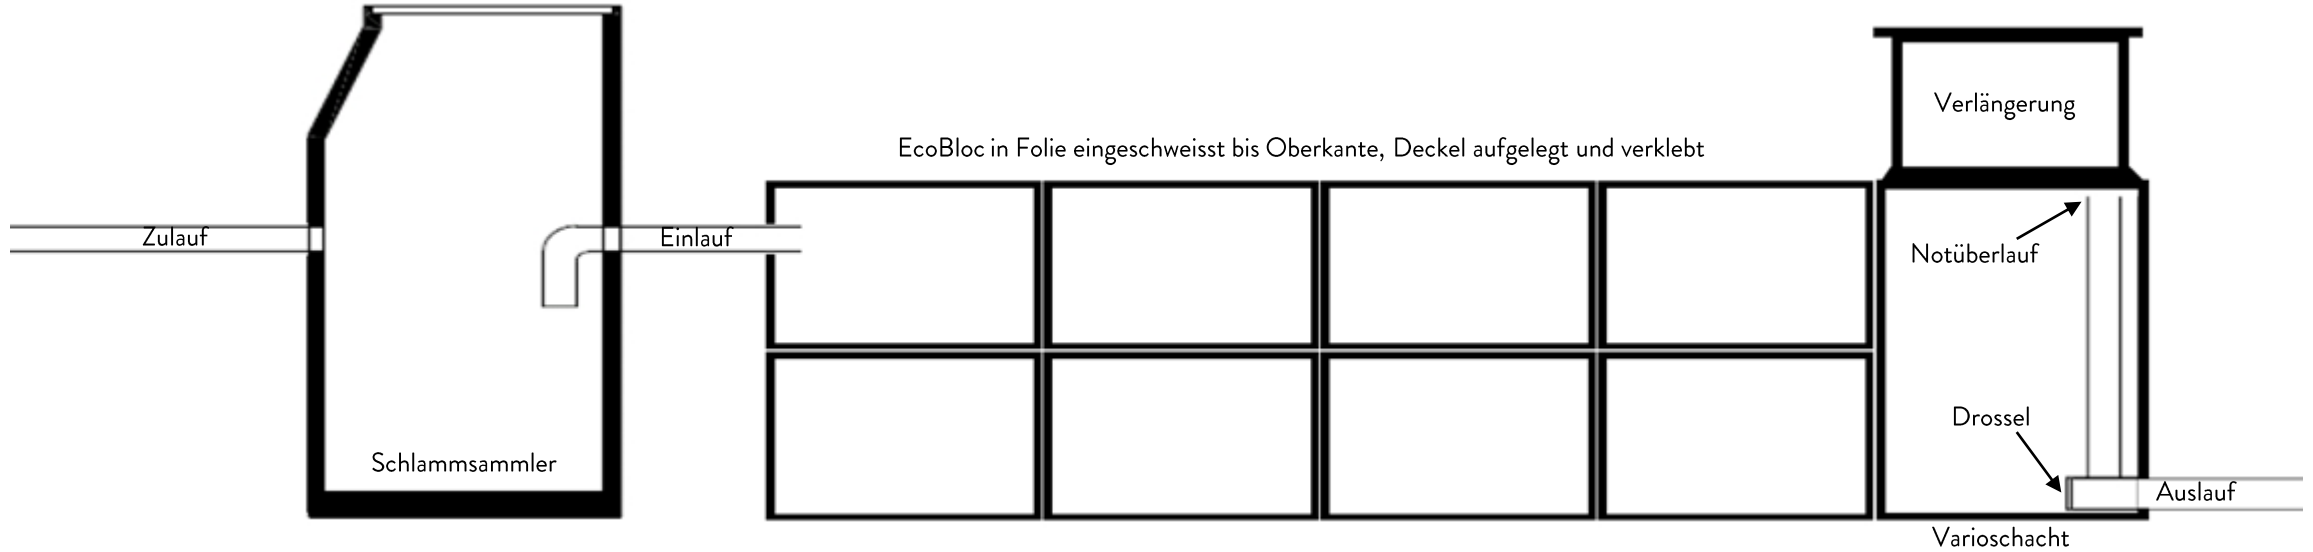 Verlängerung
EcoBloc in Folie eingeschweisst bis Oberkante, Deckel aufgelegt und verklebt
Zulauf
Einlauf
Notüberlauf
Drossel
Schlammsammler
Auslauf
Varioschacht